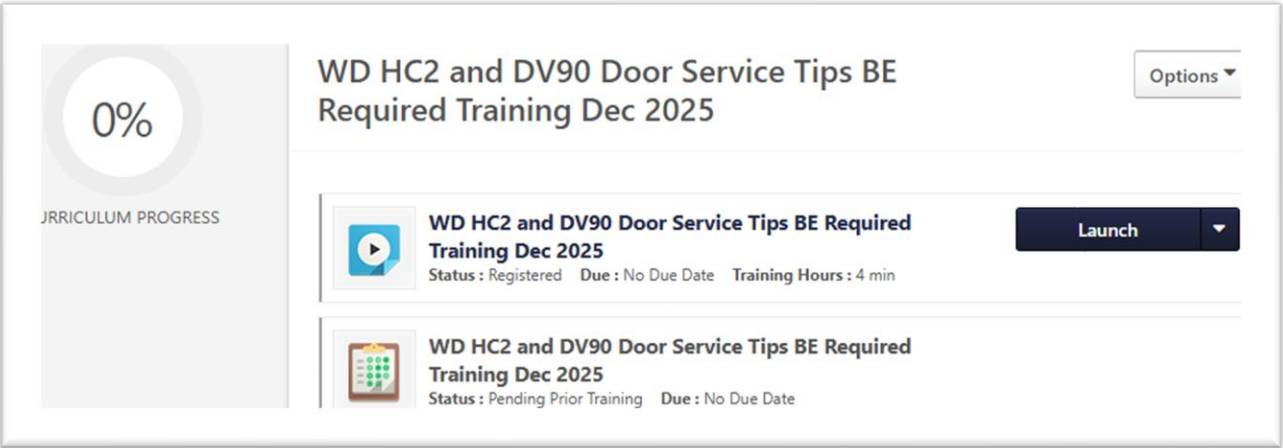 0%
URRICULUM PROGRESS
WD HC2 and DV90 Door Service Tips BE
Required Training Dec 2025
Options
WD HC2 and DV90 Door Service Tips BE Required
Training Dec 2025
Status : Registered Due : No Due Date Training Hours : 4 min
Launch
WD HC2 and DV90 Door Service Tips BE Required
Training Dec 2025
Status : Pending Prior Training Due : No Due Date